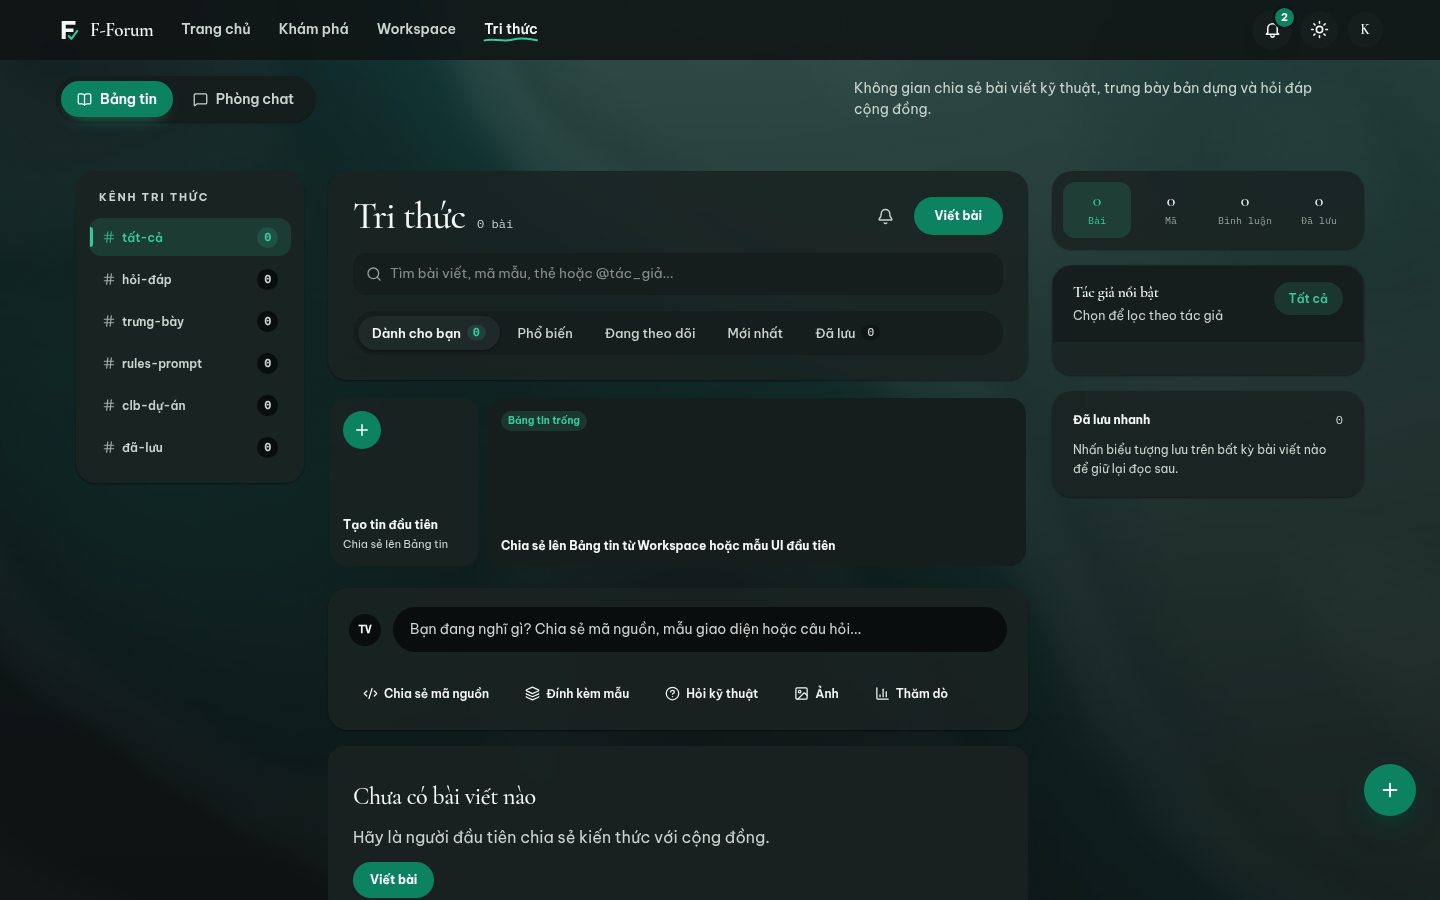 F-Forum
Trang chủ
Khám phá
Workspace
Tri thức
2
K
Bảng tin
Phòng chat
Không gian chia sẻ bài viết kỹ thuật, trưng bày bản dựng và hỏi đáp
cộng đồng.
KÊNH TRI THỨC
# tất-cả 0
# hỏi-đáp 0
# trưng-bày 0
# rules-prompt 0
# clb-dự-án 0
# đã-lưu 0
Tri thức 0 bài
Viết bài
Tìm bài viết, mã mẫu, thẻ hoặc @tác_giả...
Dành cho bạn 0
Phổ biến
Đang theo dõi
Mới nhất
Đã lưu 0
Tạo tin đầu tiên
Chia sẻ lên Bảng tin
Bảng tin trống
Chia sẻ lên Bảng tin từ Workspace hoặc mẫu UI đầu tiên
TV
Bạn đang nghĩ gì? Chia sẻ mã nguồn, mẫu giao diện hoặc câu hỏi...
Chia sẻ mã nguồn
Đính kèm mẫu
Hỏi kỹ thuật
Ảnh
Thăm dò
Chưa có bài viết nào
Hãy là người đầu tiên chia sẻ kiến thức với cộng đồng.
Viết bài
0 0 0 0
Bài Mã Bình luận Đã lưu
Tác giả nổi bật
Chọn để lọc theo tác giả
Tất cả
Đã lưu nhanh 0
Nhấn biểu tượng lưu trên bất kỳ bài viết nào
để giữ lại đọc sau.